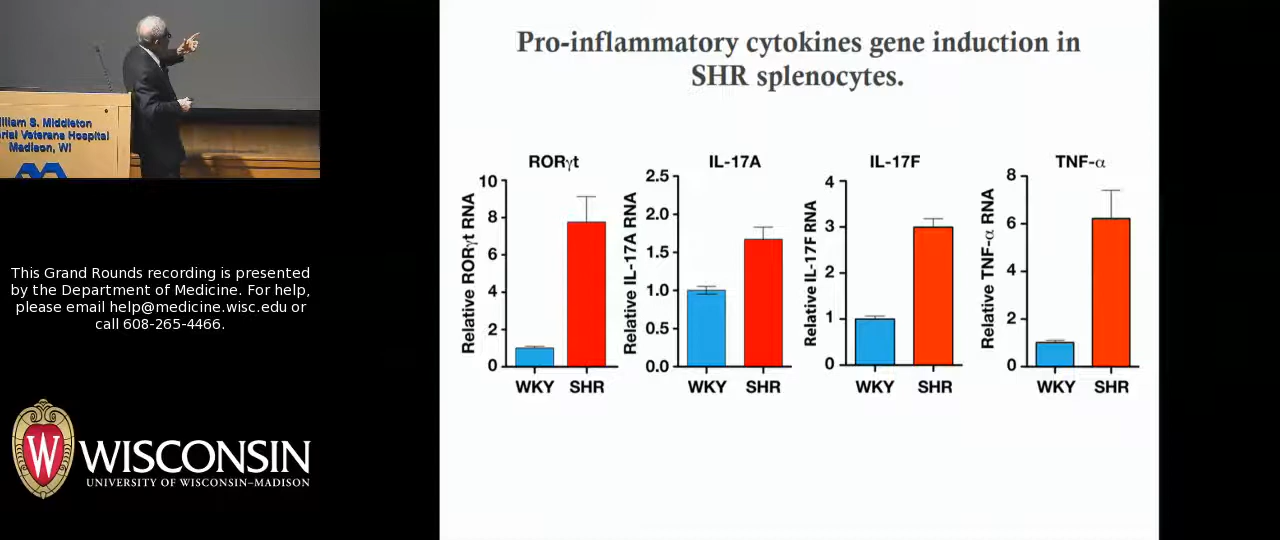 William S. Middleton
Memorial Veterans Hospital
Madison, WI
This Grand Rounds recording is presented
by the Department of Medicine. For help,
please email help@medicine.wisc.edu or
call 608-265-4466.
W
WISCONSIN
UNIVERSITY OF WISCONSIN–MADISON
Pro-inflammatory cytokines gene induction in
SHR splenocytes.
RORγt
Relative RORγt RNA
10
8
6
4
2
0
WKY SHR
IL-17A
Relative IL-17A RNA
2.5
2.0
1.5
1.0
0.5
0.0
WKY SHR
IL-17F
Relative IL-17F RNA
4
3
2
1
0
WKY SHR
TNF-α
Relative TNF-α RNA
8
6
4
2
0
WKY SHR